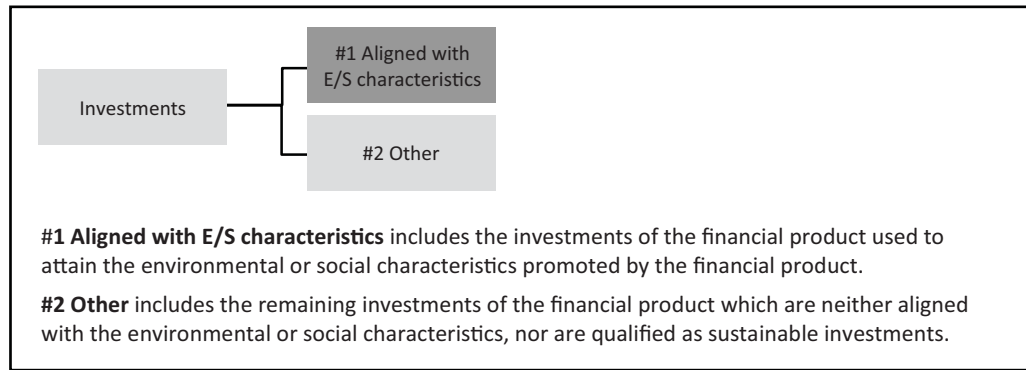 #1 Aligned with
E/S characteristics
Investments
#2 Other
#1 Aligned with E/S characteristics includes the investments of the financial product used to
attain the environmental or social characteristics promoted by the financial product.
#2 Other includes the remaining investments of the financial product which are neither aligned
with the environmental or social characteristics, nor are qualified as sustainable investments.